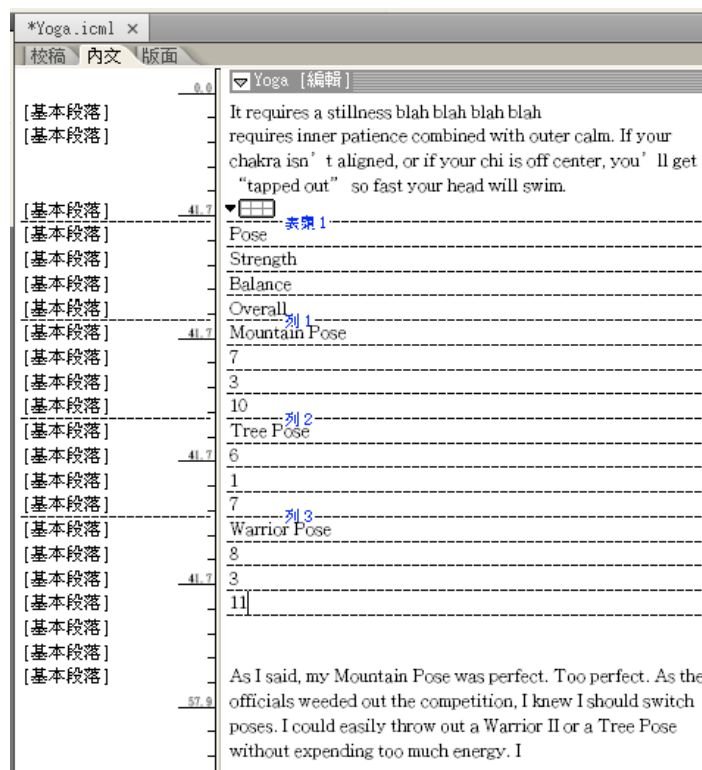 *Yoga.icml ×
校稿 內文 版面
0.0 Yoga [編輯]
[基本段落] It requires a stillness blah blah blah blah
[基本段落] requires inner patience combined with outer calm. If your
chakra isn’t aligned, or if your chi is off center, you’ll get
“tapped out” so fast your head will swim.
[基本段落] 41.7
表頭 1
[基本段落] Pose
[基本段落] Strength
[基本段落] Balance
[基本段落] Overall
列 1
[基本段落] 41.7 Mountain Pose
[基本段落] 7
[基本段落] 3
[基本段落] 10
列 2
[基本段落] Tree Pose
[基本段落] 41.7 6
[基本段落] 1
[基本段落] 7
列 3
[基本段落] Warrior Pose
[基本段落] 8
[基本段落] 41.7 3
[基本段落] 11
[基本段落]
[基本段落]
[基本段落] As I said, my Mountain Pose was perfect. Too perfect. As the
57.9 officials weeded out the competition, I knew I should switch
poses. I could easily throw out a Warrior II or a Tree Pose
without expending too much energy. I